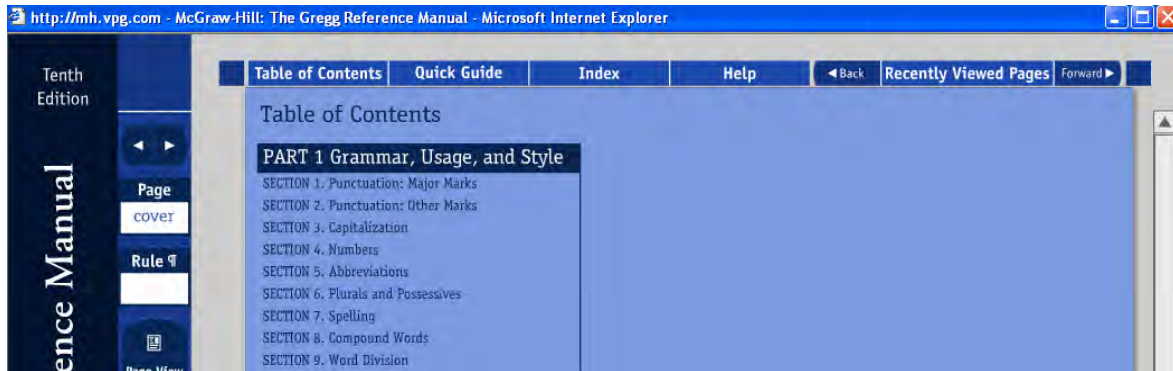 http://mh.vpg.com - McGraw-Hill: The Gregg Reference Manual - Microsoft Internet Explorer
Tenth
Edition
ence Manual
Page
cover
Rule ¶
Page View
Table of Contents Quick Guide Index Help ◄Back Recently Viewed Pages Forward►
Table of Contents
PART 1 Grammar, Usage, and Style
SECTION 1. Punctuation: Major Marks
SECTION 2. Punctuation: Other Marks
SECTION 3. Capitalization
SECTION 4. Numbers
SECTION 5. Abbreviations
SECTION 6. Plurals and Possessives
SECTION 7. Spelling
SECTION 8. Compound Words
SECTION 9. Word Division